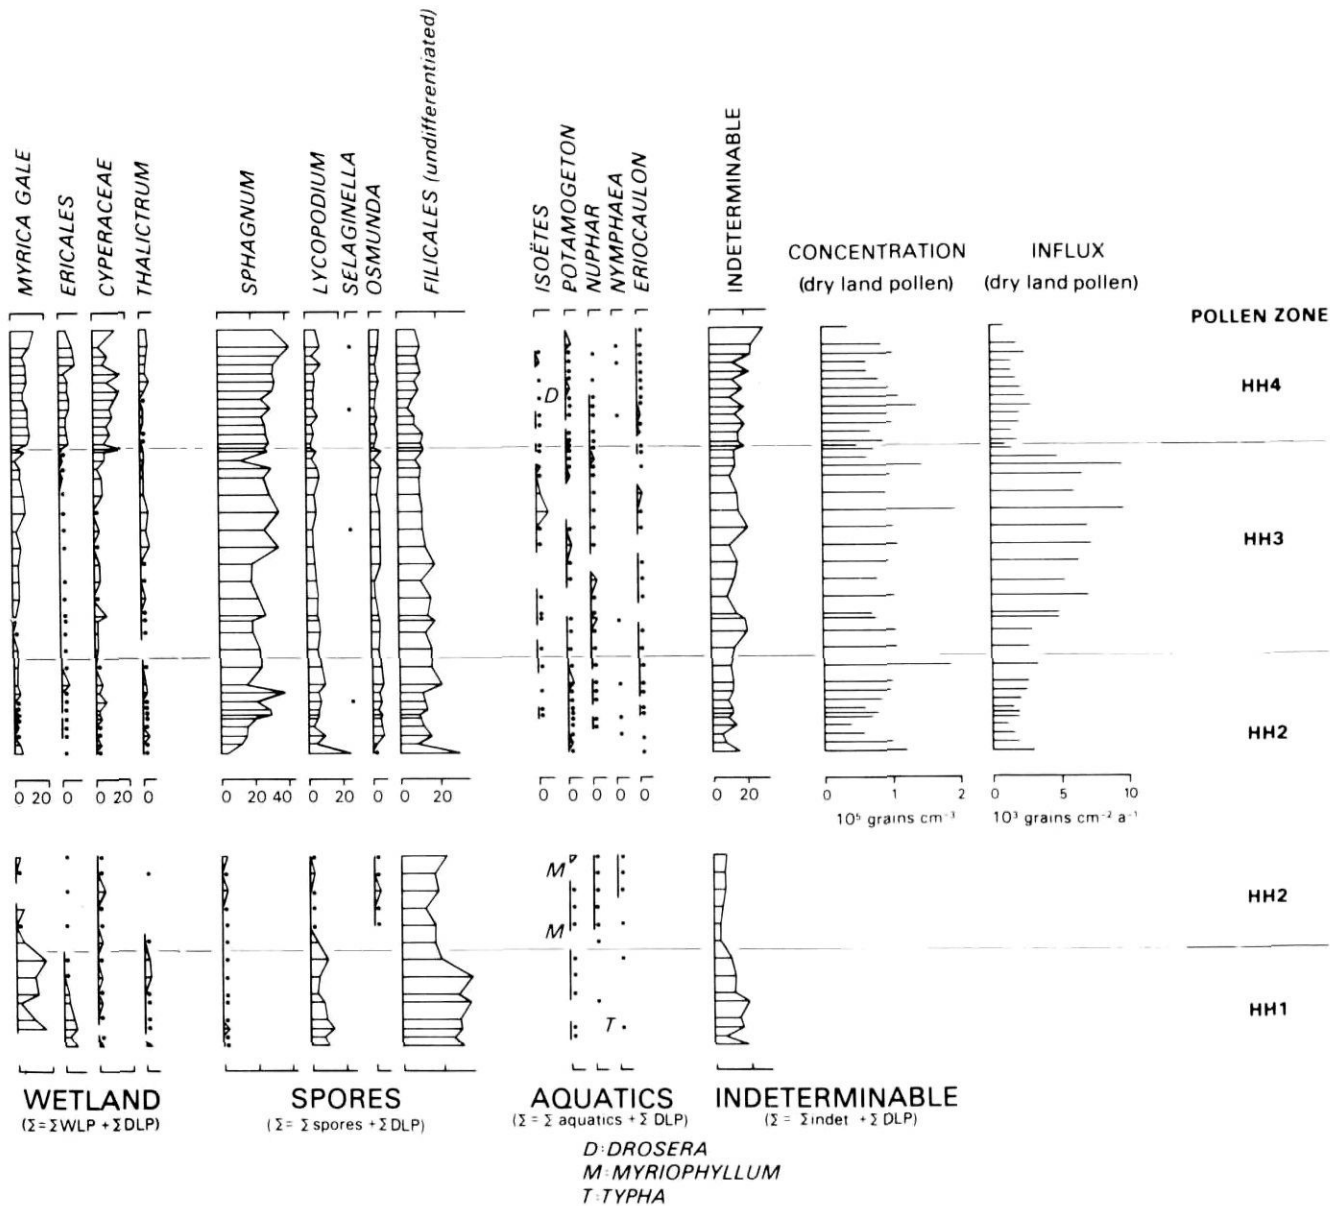 MYRICA GALE
ERICALES
CYPERACEAE
THALICTRUM
SPHAGNUM
LYCOPODIUM
SELAGINELLA
OSMUNDA
FILICALES (undifferentiated)
ISOËTES
POTAMOGETON
NUPHAR
NYMPHAEA
ERIOCAULON
INDETERMINABLE
CONCENTRATION
(dry land pollen)
INFLUX
(dry land pollen)
POLLEN ZONE
HH4
D
HH3
HH2
0 20 0 0 20 0 0 20 40 0 20 0 0 20 0 0 0 0 0 0 20 0 1 2 0 5 10
10⁵ grains cm⁻³ 10³ grains cm⁻² a⁻¹
M
HH2
M
HH1
T
WETLAND
(Σ=ΣWLP + ΣDLP)
SPORES
(Σ= Σ spores + ΣDLP)
AQUATICS
(Σ= Σ aquatics + Σ DLP)
INDETERMINABLE
(Σ = Σindet + ΣDLP)
D:DROSERA
M:MYRIOPHYLLUM
T:TYPHA